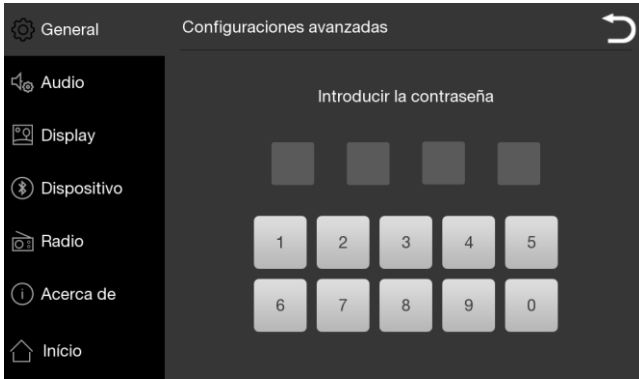 General
Audio
Display
Dispositivo
Radio
Acerca de
Início
Configuraciones avanzadas
Introducir la contraseña
1 2 3 4 5
6 7 8 9 0